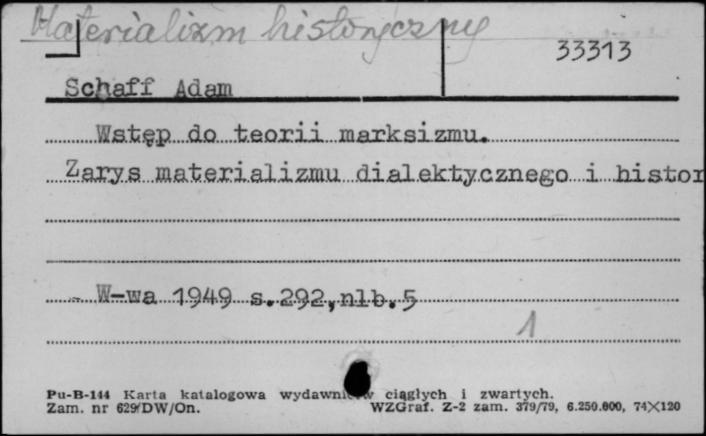 Materializm historyczny
33313
Schaff Adam
Wstęp do teorii marksizmu.
Zarys materializmu dialektycznego i histor
- W-wa 1949 s.292,nlb.5
1
Pu-B-144 Karta katalogowa wydawnictw ciągłych i zwartych.
Zam. nr 629/DW/On. WZGraf. Z-2 zam. 379/79, 6.250.000, 74×120